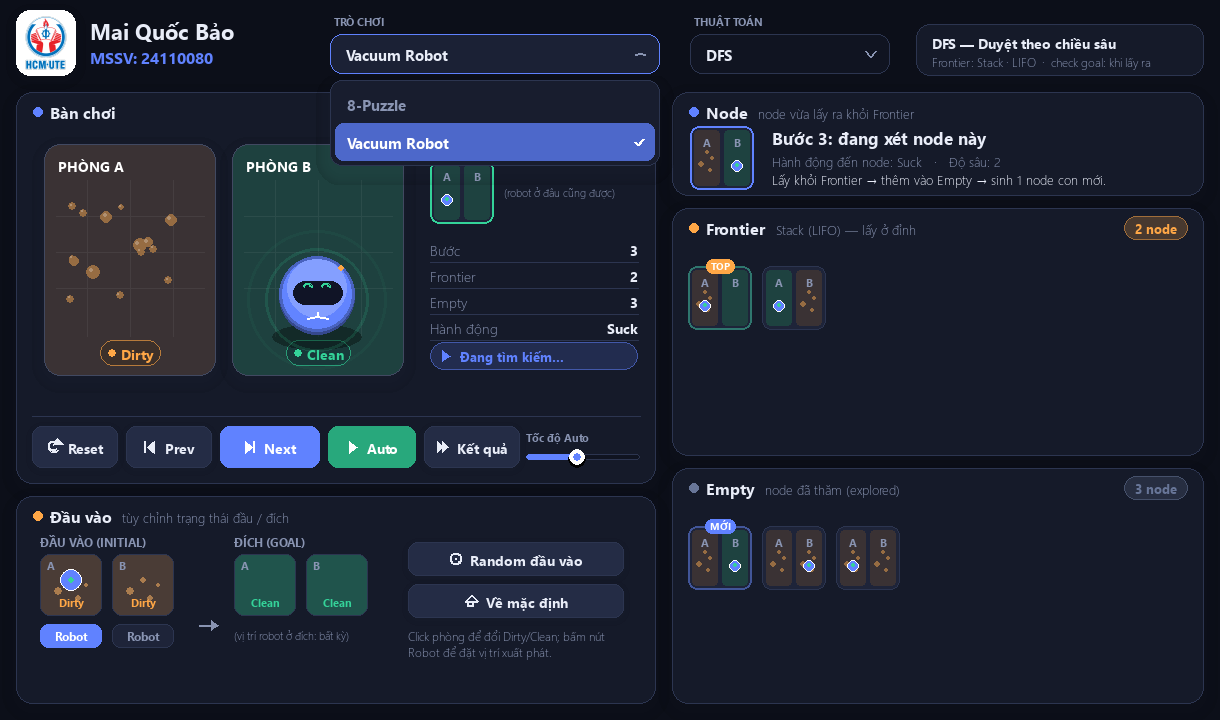 HCM-UTE
Mai Quốc Bảo
MSSV: 24110080
TRÒ CHƠI
Vacuum Robot
8-Puzzle
Vacuum Robot
THUẬT TOÁN
DFS
DFS — Duyệt theo chiều sâu
Frontier: Stack · LIFO · check goal: khi lấy ra
Bàn chơi
PHÒNG A
Dirty
PHÒNG B
Clean
A B
(robot ở đâu cũng được)
Bước 3
Frontier 2
Empty 3
Hành động Suck
Đang tìm kiếm...
Reset
Prev
Next
Auto
Kết quả
Tốc độ Auto
Đầu vào tùy chỉnh trạng thái đầu / đích
ĐẦU VÀO (INITIAL)
A
Dirty
B
Dirty
Robot
Robot
ĐÍCH (GOAL)
A
Clean
B
Clean
(vị trí robot ở đích: bất kỳ)
Random đầu vào
Về mặc định
Click phòng để đổi Dirty/Clean; bấm nút
Robot để đặt vị trí xuất phát.
Node node vừa lấy ra khỏi Frontier
A B
Bước 3: đang xét node này
Hành động đến node: Suck · Độ sâu: 2
Lấy khỏi Frontier → thêm vào Empty → sinh 1 node con mới.
Frontier Stack (LIFO) — lấy ở đỉnh
2 node
TOP
A B
A B
Empty node đã thăm (explored)
3 node
MỚI
A B
A B
A B